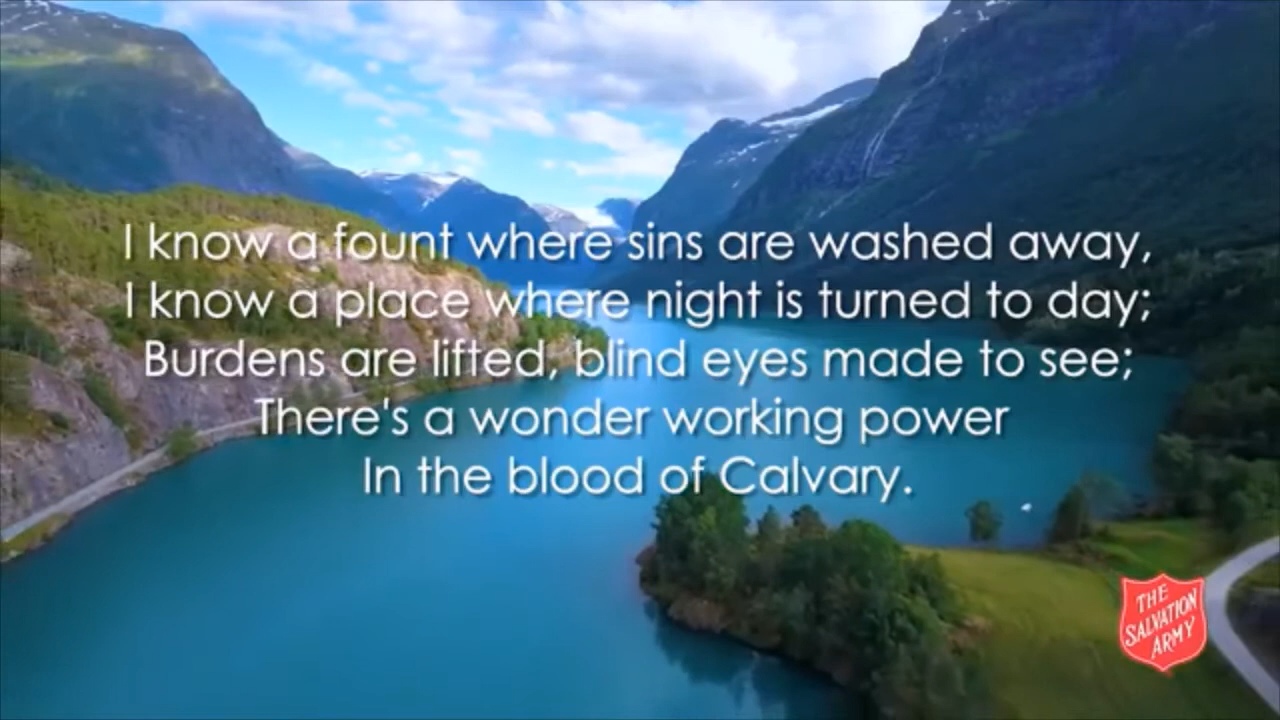 I know a fount where sins are washed away,
I know a place where night is turned to day;
Burdens are lifted, blind eyes made to see;
There's a wonder working power
In the blood of Calvary.
THE
SALVATION
ARMY